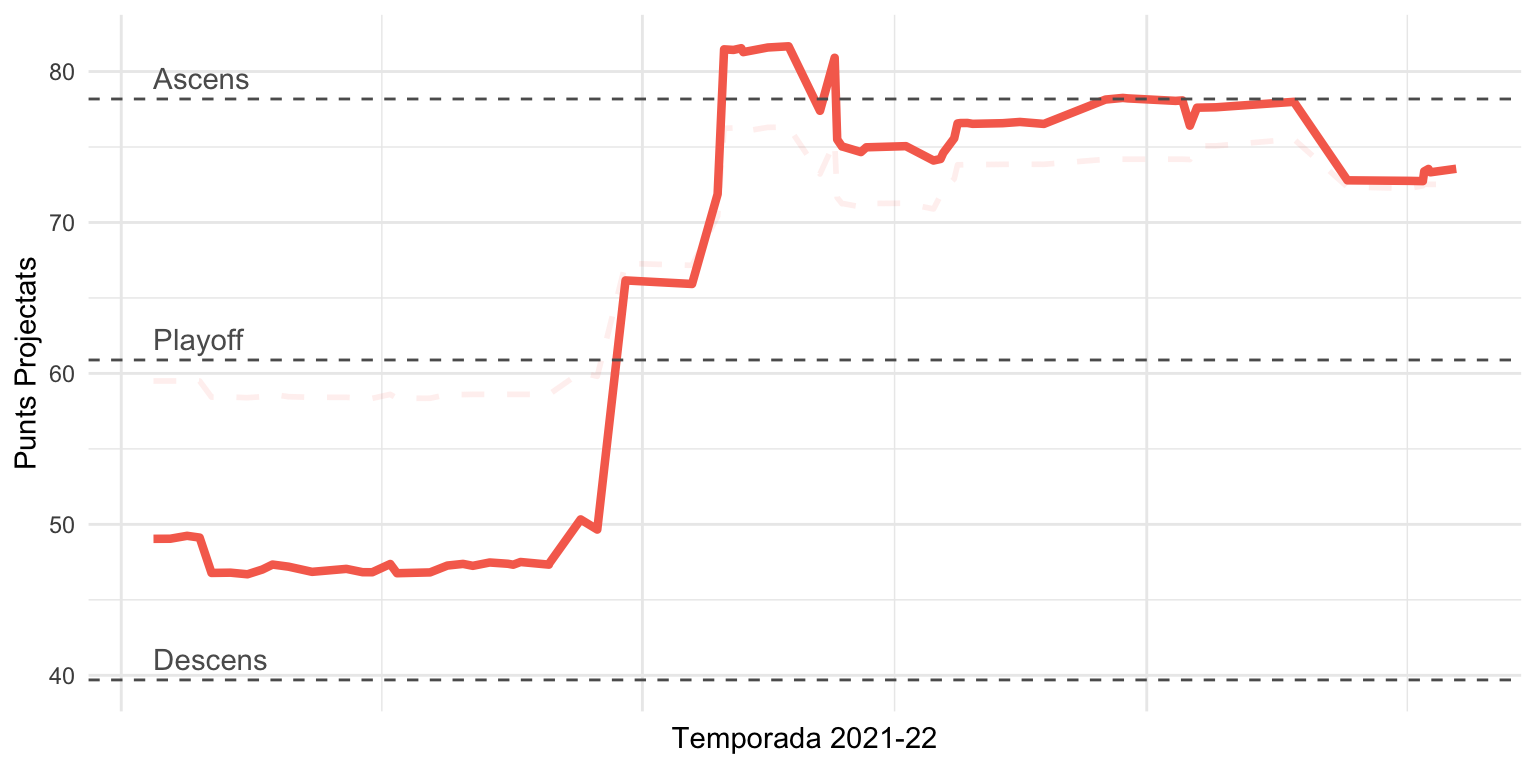 80
Ascens
70
Playoff
60
50
Descens
40
Punts Projectats
Temporada 2021-22